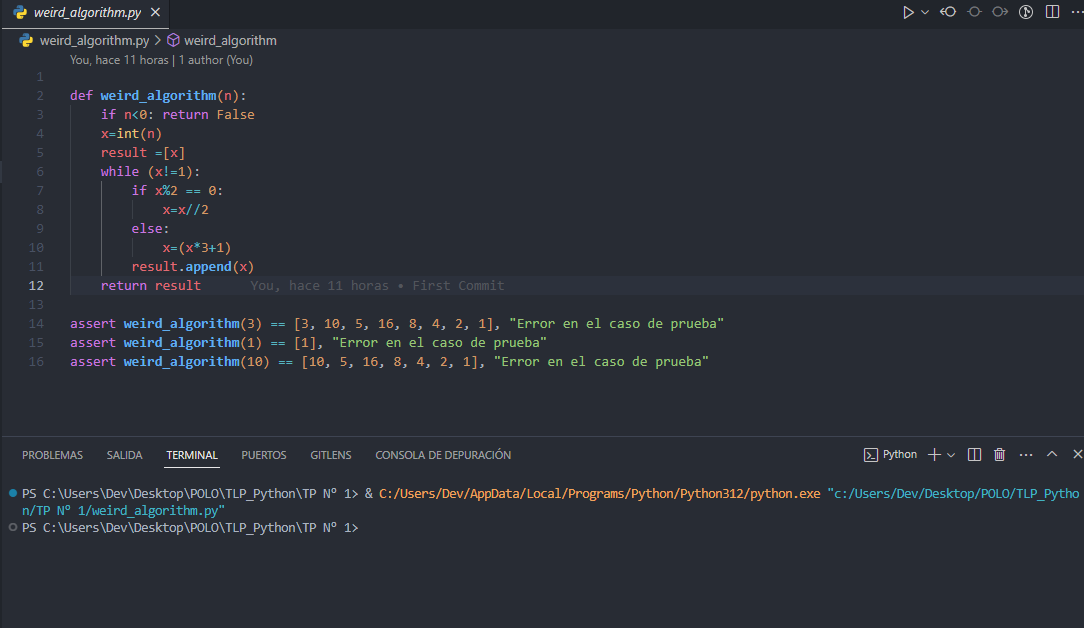 weird_algorithm.py
weird_algorithm.py > weird_algorithm
You, hace 11 horas | 1 author (You)
1
2 def weird_algorithm(n):
3     if n<0: return False
4     x=int(n)
5     result =[x]
6     while (x!=1):
7         if x%2 == 0:
8             x=x//2
9         else:
10             x=(x*3+1)
11         result.append(x)
12     return result You, hace 11 horas • First Commit
13
14 assert weird_algorithm(3) == [3, 10, 5, 16, 8, 4, 2, 1], "Error en el caso de prueba"
15 assert weird_algorithm(1) == [1], "Error en el caso de prueba"
16 assert weird_algorithm(10) == [10, 5, 16, 8, 4, 2, 1], "Error en el caso de prueba"
PROBLEMAS SALIDA TERMINAL PUERTOS GITLENS CONSOLA DE DEPURACIÓN Python
PS C:\Users\Dev\Desktop\POLO\TLP_Python\TP Nº 1> & C:/Users/Dev/AppData/Local/Programs/Python/Python312/python.exe "c:/Users/Dev/Desktop/POLO/TLP_Pytho
n/TP Nº 1/weird_algorithm.py"
PS C:\Users\Dev\Desktop\POLO\TLP_Python\TP Nº 1>